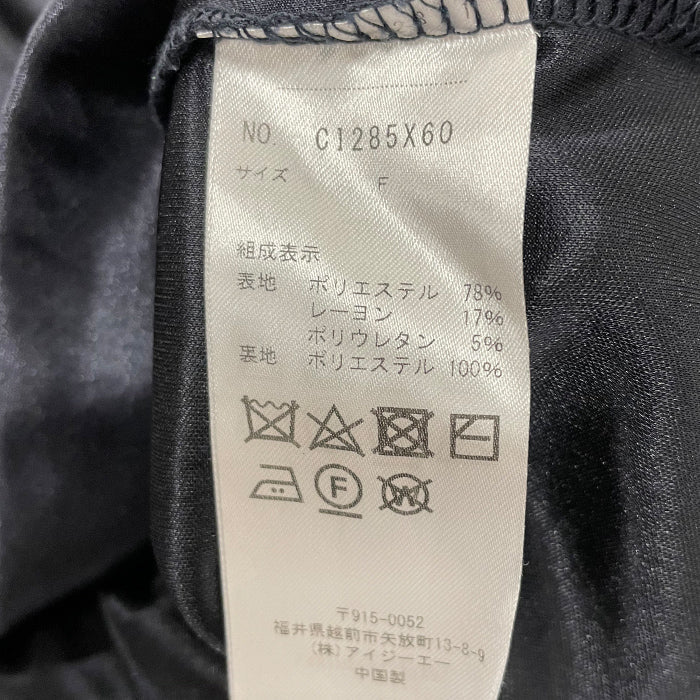 NO. C1285X60
サイズ F
組成表示
表地 ポリエステル 78%
レーヨン 17%
ポリウレタン 5%
裏地 ポリエステル 100%
F
W
〒915-0052
福井県越前市矢放町13-8-9
(株)アイジーエー
中国製